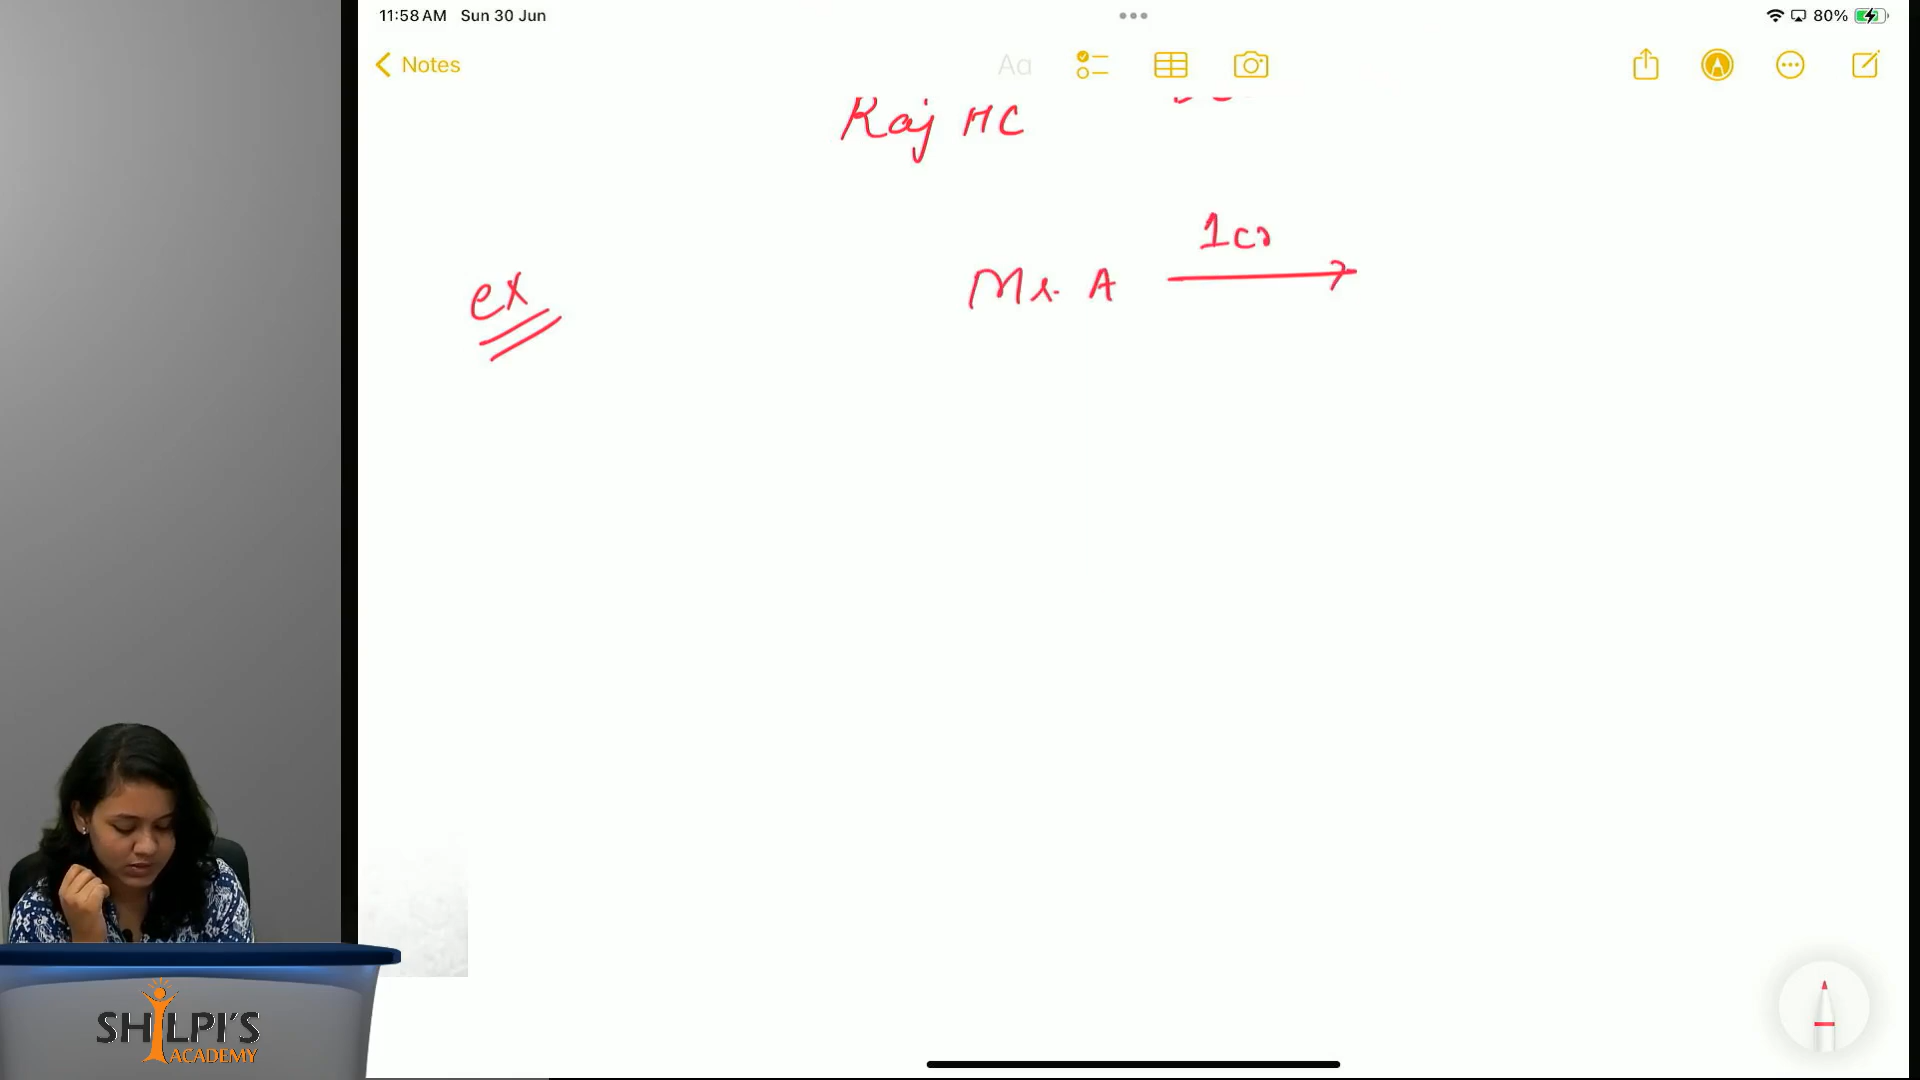 11:58 AM Sun 30 Jun
80%
Notes
Aa
Raj HC
1cr
ex
Mr. A
SHILPI'S
ACADEMY